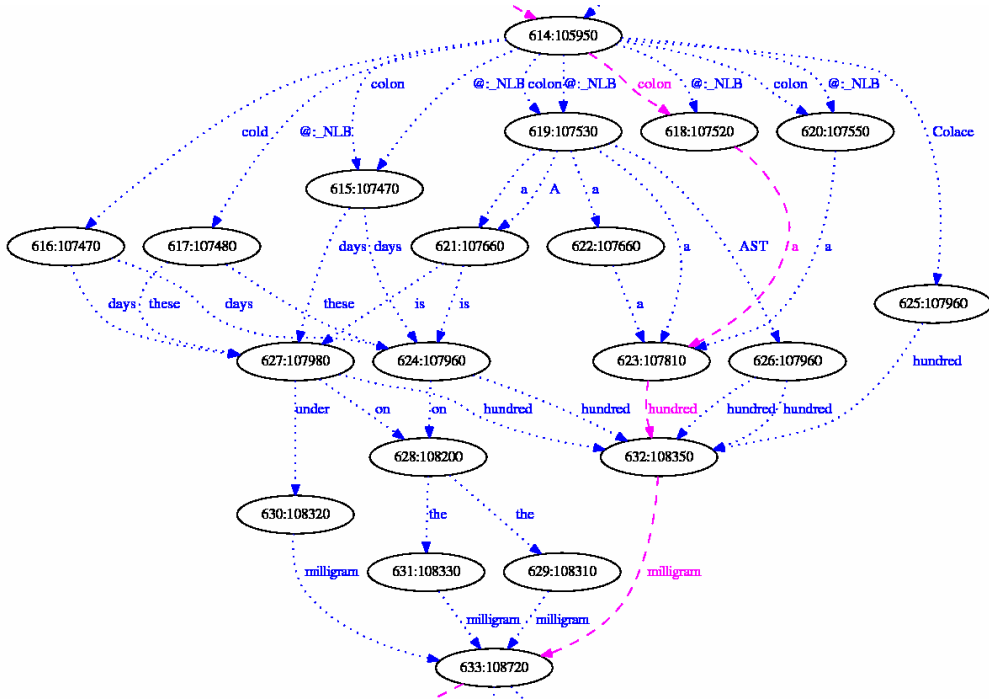 614:105950
colon @:_NLB colon @:_NLB colon @:_NLB colon @:_NLB
cold @:_NLB 619:107530 618:107520 620:107550 Colace
615:107470 a A a
616:107470 617:107480 days days 621:107660 622:107660 a AST a a
days these days these is is a 625:107960
627:107980 624:107960 623:107810 626:107960 hundred
under on on hundred hundred hundred hundred hundred
628:108200 632:108350
630:108320 the the
milligram 631:108330 629:108310 milligram
milligram milligram
633:108720